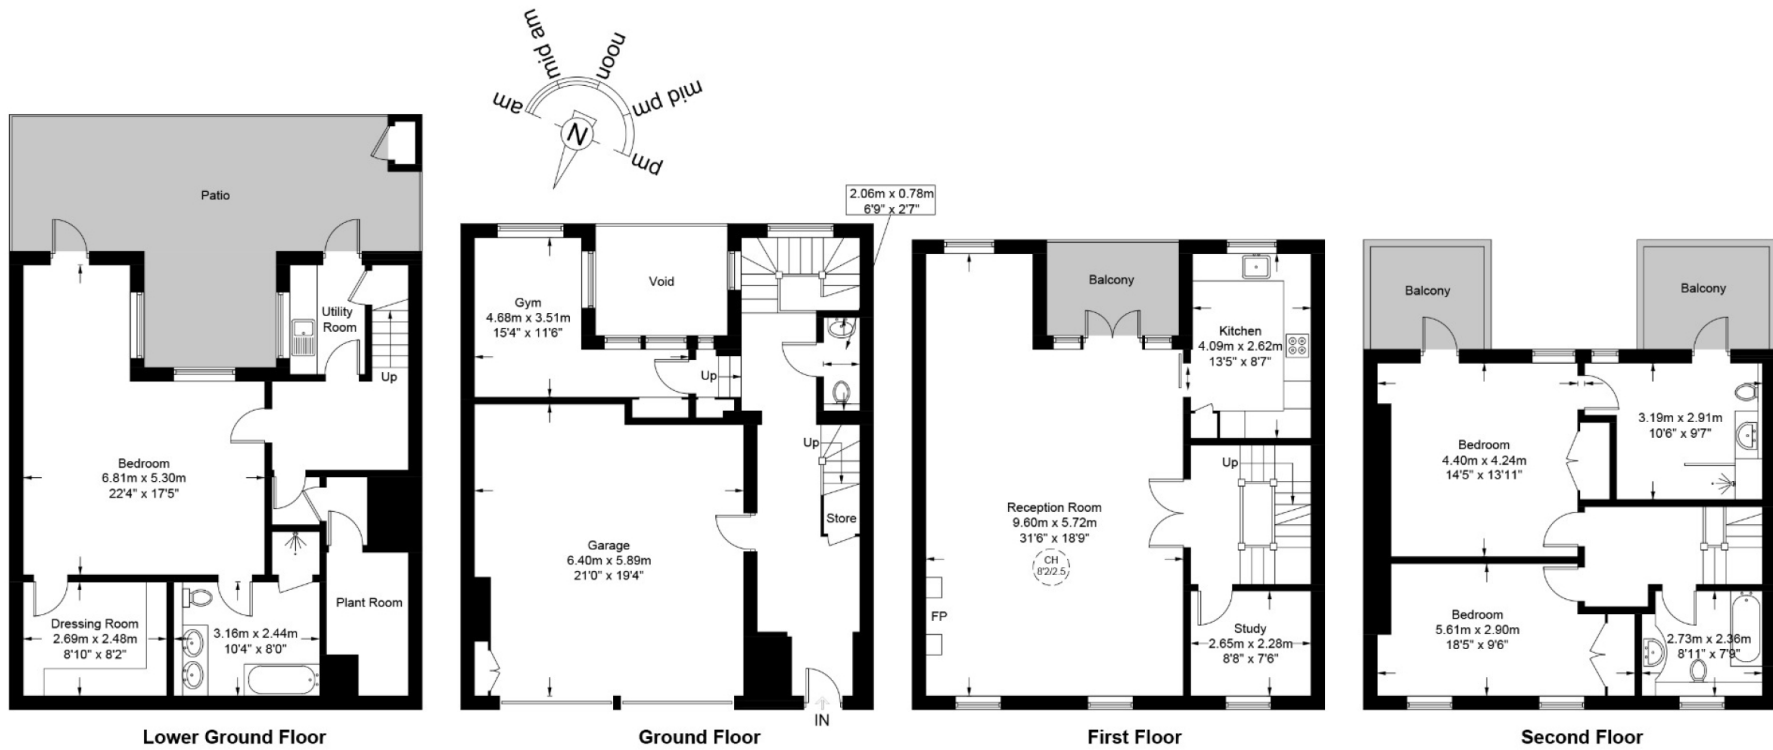 am
mid am
noon
mid pm
pm
N
Patio
Utility
Room
Up
Bedroom
6.81m x 5.30m
22'4" x 17'5"
Dressing Room
2.69m x 2.48m
8'10" x 8'2"
3.16m x 2.44m
10'4" x 8'0"
Plant Room
Lower Ground Floor
2.06m x 0.78m
6'9" x 2'7"
Void
Gym
4.68m x 3.51m
15'4" x 11'6"
Up
Up
Store
Garage
6.40m x 5.89m
21'0" x 19'4"
IN
Ground Floor
Balcony
Kitchen
4.09m x 2.62m
13'5" x 8'7"
Up
Reception Room
9.60m x 5.72m
31'6" x 18'9"
CH
8'2/2.5
FP
Study
2.65m x 2.28m
8'8" x 7'6"
First Floor
Balcony
Balcony
3.19m x 2.91m
10'6" x 9'7"
Bedroom
4.40m x 4.24m
14'5" x 13'11"
Bedroom
5.61m x 2.90m
18'5" x 9'6"
2.73m x 2.36m
8'11" x 7'9"
Second Floor